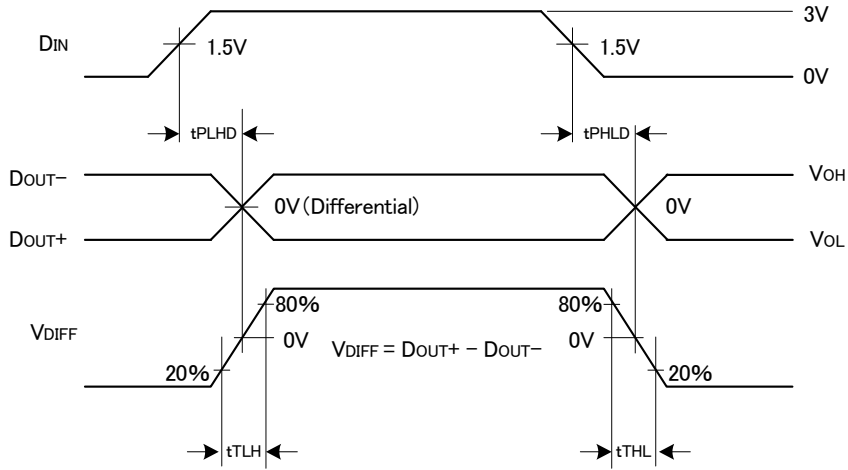 3V
DIN
1.5V
1.5V
0V
tPLHD
tPHLD
DOUT−
VOH
0V(Differential)
0V
DOUT+
VOL
80%
80%
VDIFF
0V
VDIFF = DOUT+ − DOUT−
0V
20%
20%
tTLH
tTHL